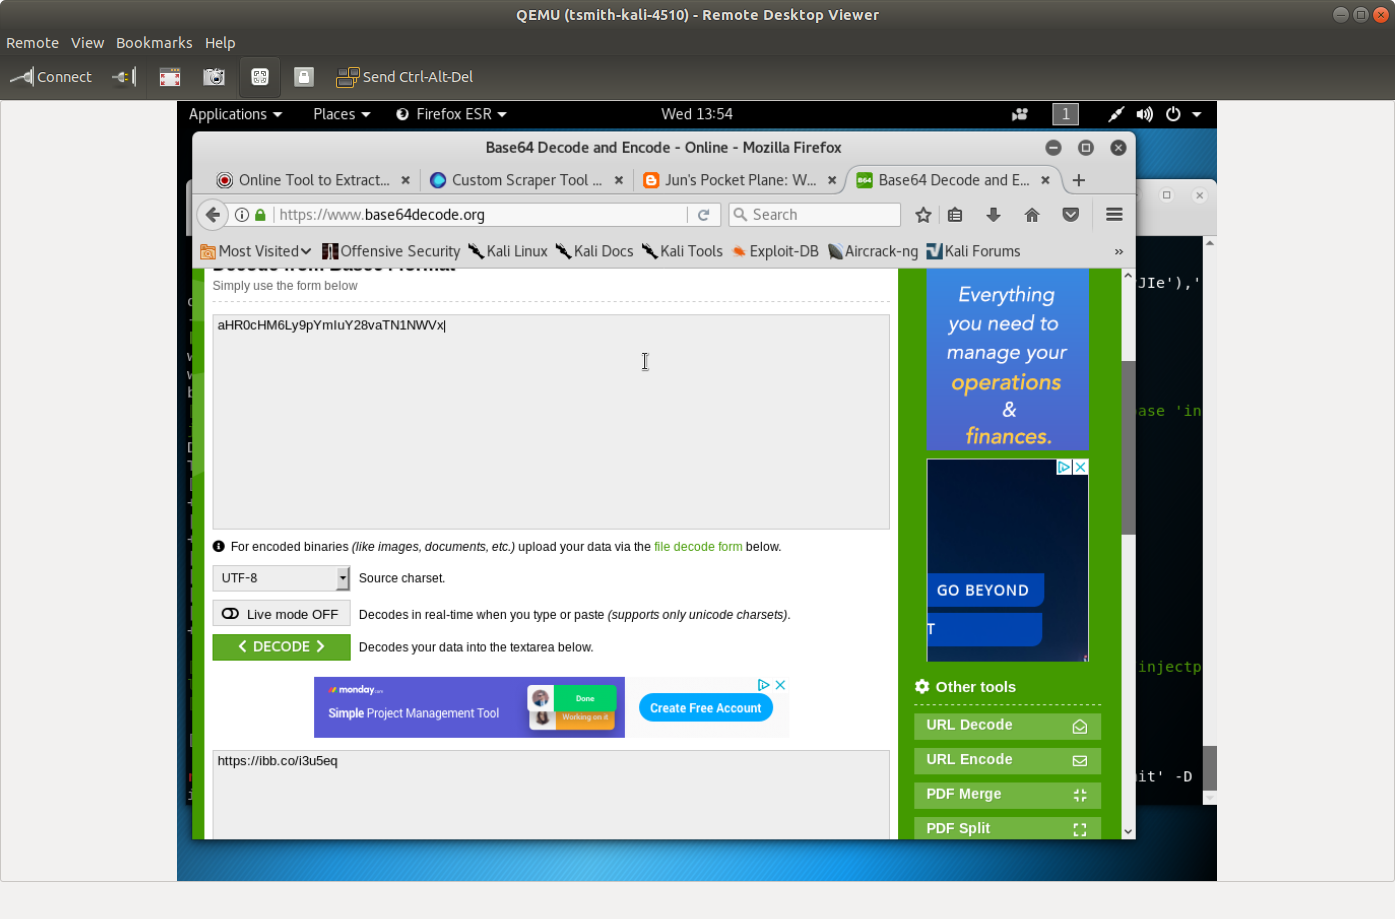 QEMU (tsmith-kali-4510) - Remote Desktop Viewer
Remote View Bookmarks Help
Connect Send Ctrl-Alt-Del
Applications Places Firefox ESR Wed 13:54 1
Base64 Decode and Encode - Online - Mozilla Firefox
Online Tool to Extract... Custom Scraper Tool ... Jun's Pocket Plane: W... Base64 Decode and E...
https://www.base64decode.org Search
Most Visited Offensive Security Kali Linux Kali Docs Kali Tools Exploit-DB Aircrack-ng Kali Forums »
Decode from Base64 format
Simply use the form below
aHR0cHM6Ly9pYmIuY28vaTN1NWVx
For encoded binaries (like images, documents, etc.) upload your data via the file decode form below.
UTF-8 Source charset.
Live mode OFF Decodes in real-time when you type or paste (supports only unicode charsets).
< DECODE > Decodes your data into the textarea below.
monday.com
Simple Project Management Tool
Done
Working on it
Create Free Account
https://ibb.co/i3u5eq
Everything
you need to
manage your
operations
&
finances.
GO BEYOND
T
Other tools
URL Decode
URL Encode
PDF Merge
PDF Split
JIe'),'
ase 'in
injectp
it' -D